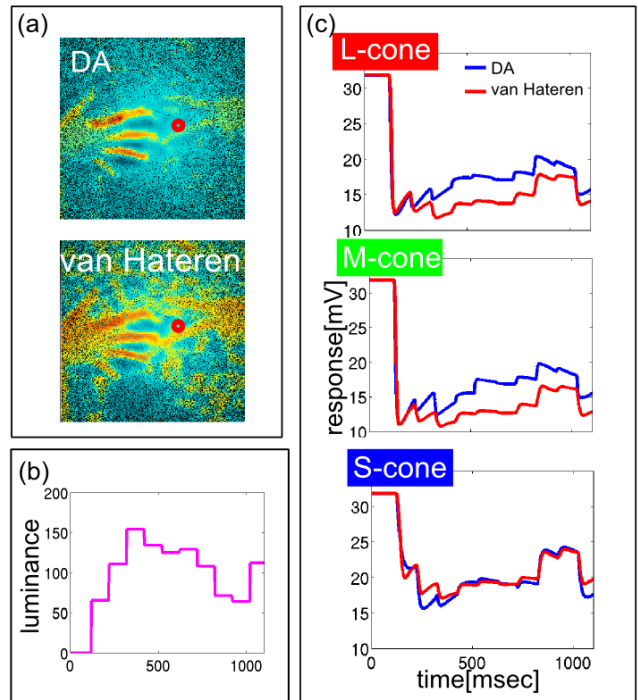 (a)
DA
van Hateren
(b)
luminance
200
150
100
50
0
0
500
1000
(c)
L-cone
DA
van Hateren
30
25
20
15
10
M-cone
response[mV]
30
25
20
15
10
S-cone
30
25
20
15
10
0
500
1000
time[msec]